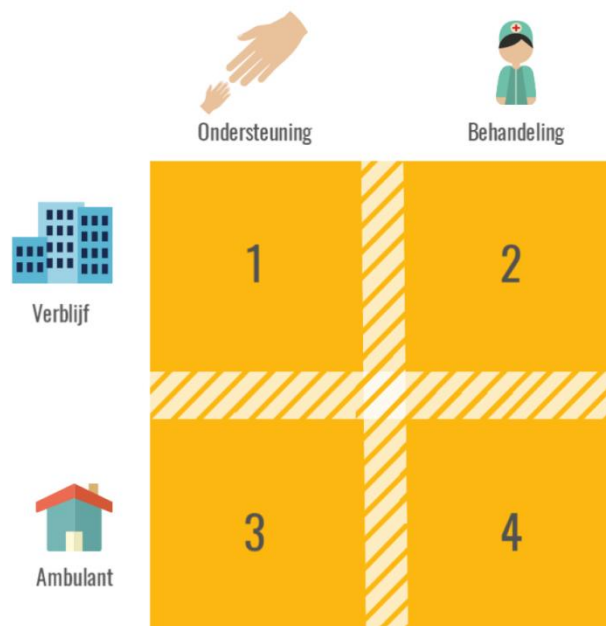 Ondersteuning
Behandeling
Verblijf
1
2
Ambulant
3
4